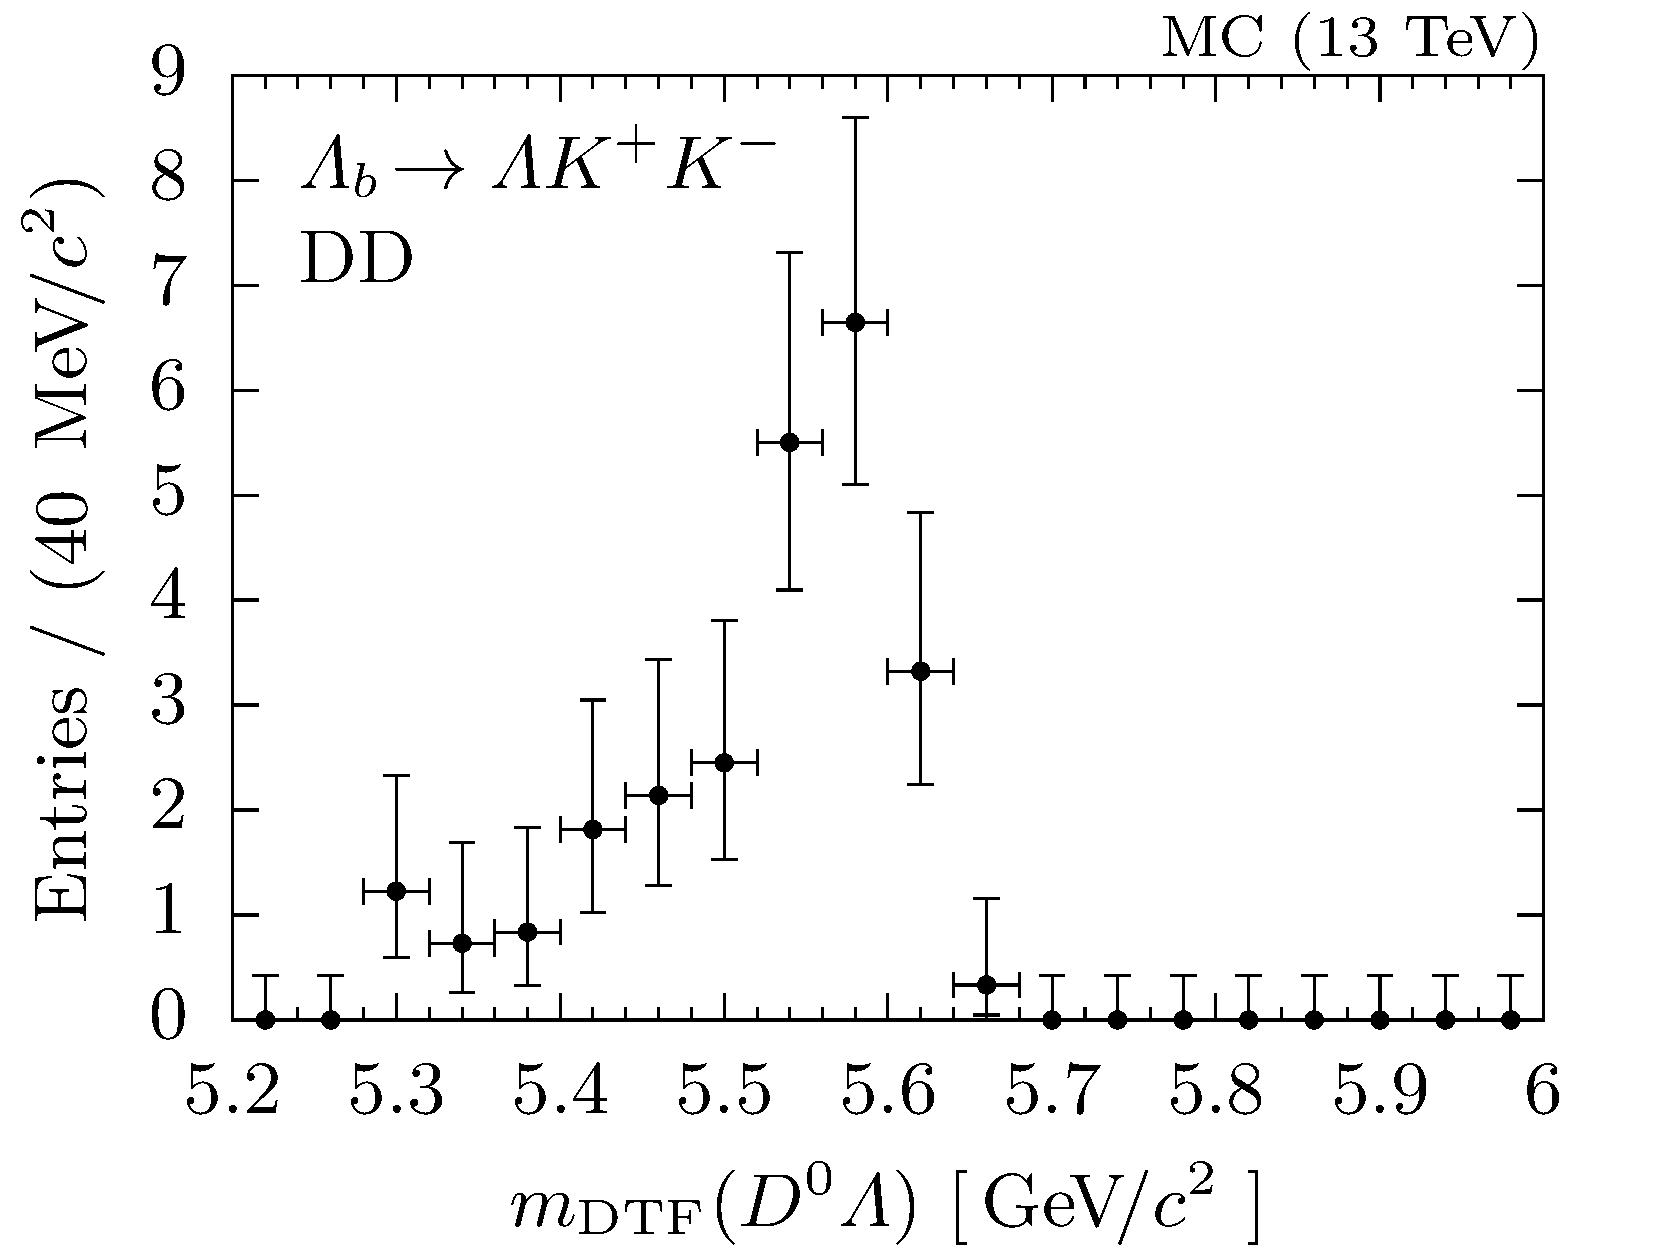 MC (13 TeV)
Λb → ΛK⁺K⁻
DD
9
8
7
6
5
4
3
2
1
0
Entries / (40 MeV/c²)
5.2 5.3 5.4 5.5 5.6 5.7 5.8 5.9 6
mDTF(D⁰Λ) [GeV/c² ]